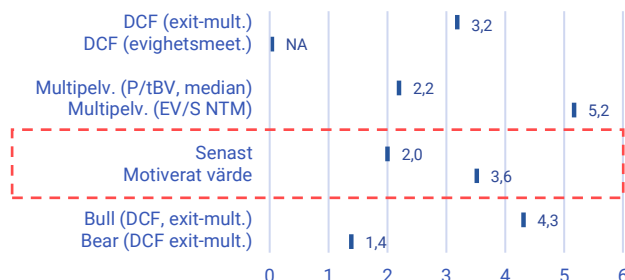 DCF (exit-mult.) 3,2
DCF (evighetsmeet.) NA
Multipelv. (P/tBV, median) 2,2
Multipelv. (EV/S NTM) 5,2
Senast 2,0
Motiverat värde 3,6
Bull (DCF, exit-mult.) 4,3
Bear (DCF exit-mult.) 1,4
0 1 2 3 4 5 6